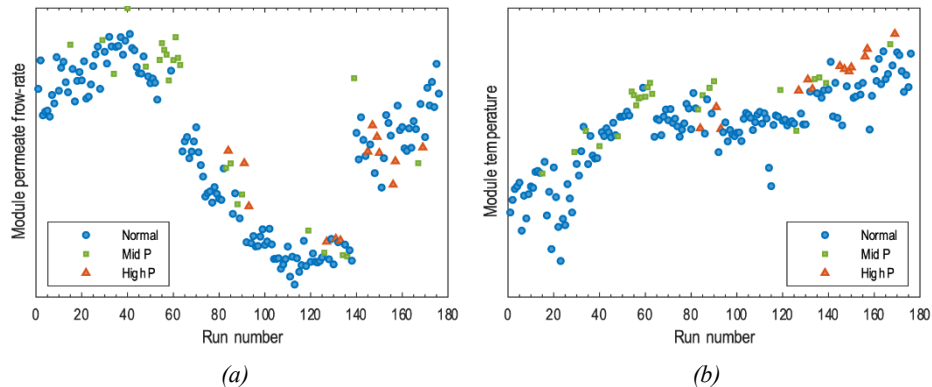 Module permeate flow-rate
Normal
Mid P
High P
0 20 40 60 80 100 120 140 160 180
Run number
(a)
Module temperature
Normal
Mid P
High P
0 20 40 60 80 100 120 140 160 180
Run number
(b)